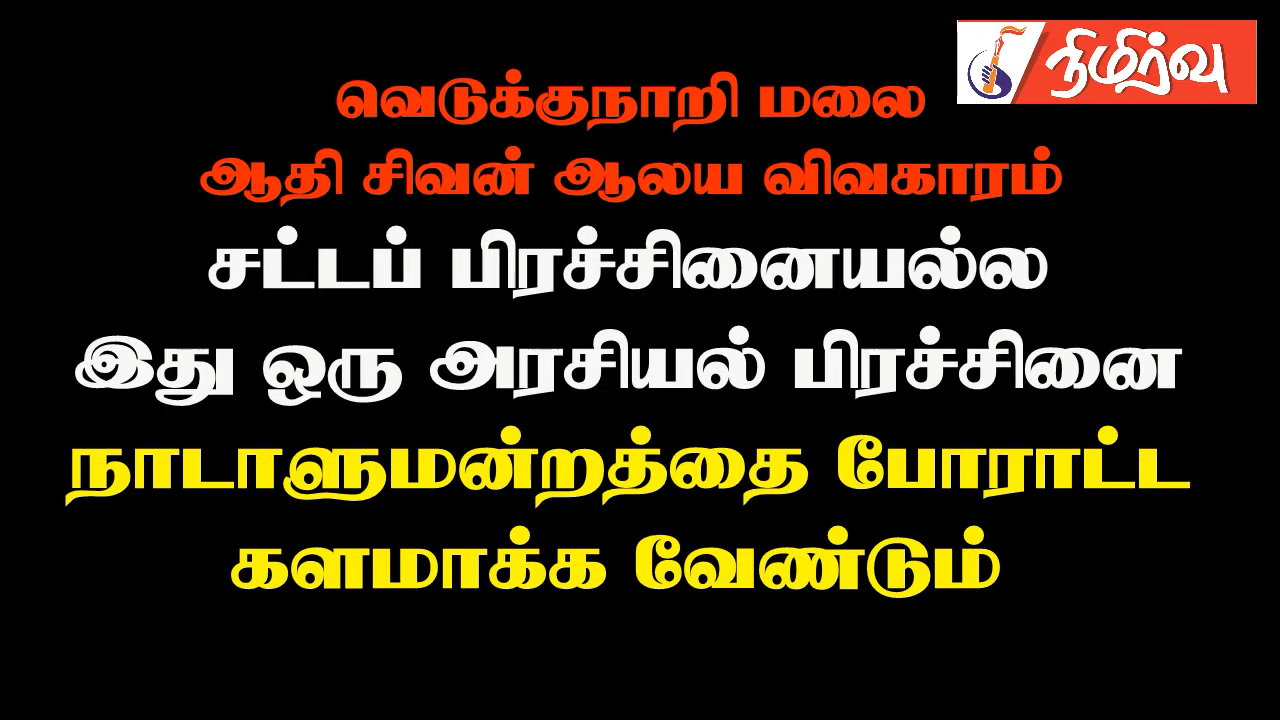 நிமிர்வு
வெடுக்குநாறி மலை
ஆதி சிவன் ஆலய விவகாரம்
சட்டப் பிரச்சினையல்ல
இது ஒரு அரசியல் பிரச்சினை
நாடாளுமன்றத்தை போராட்ட
களமாக்க வேண்டும்